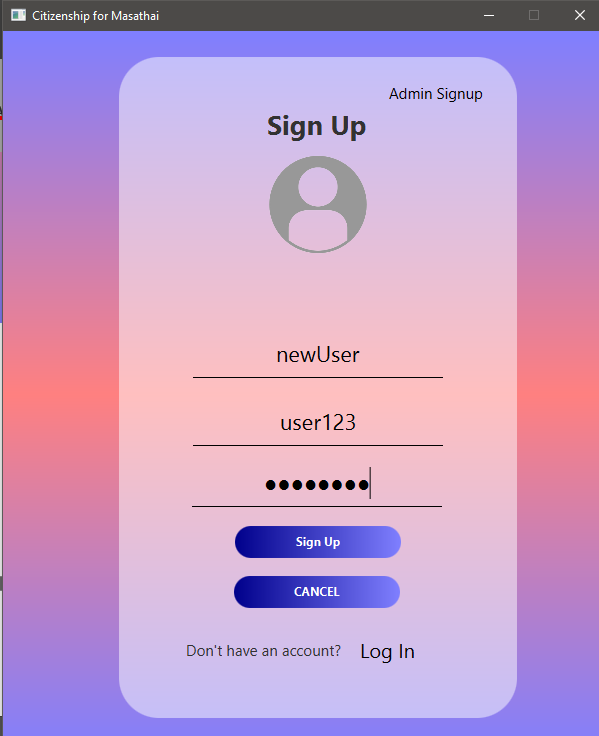 Citizenship for Masathai
Admin Signup
Sign Up
newUser
user123
●●●●●●●●
Sign Up
CANCEL
Don't have an account? Log In